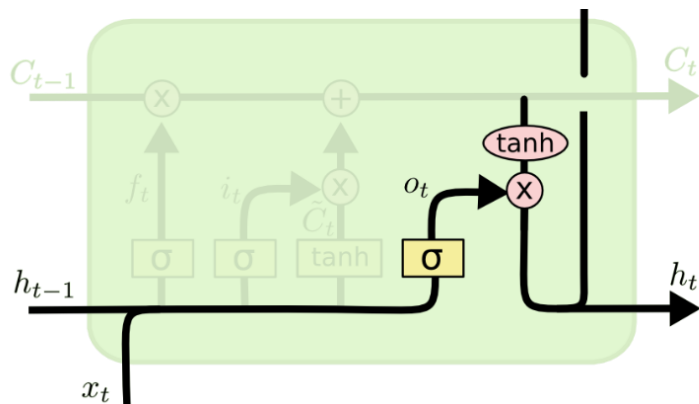 C_{t-1} C_t
× +
tanh
f_t i_t o_t ×
× C̃_t
σ σ tanh σ
h_{t-1} h_t
x_t